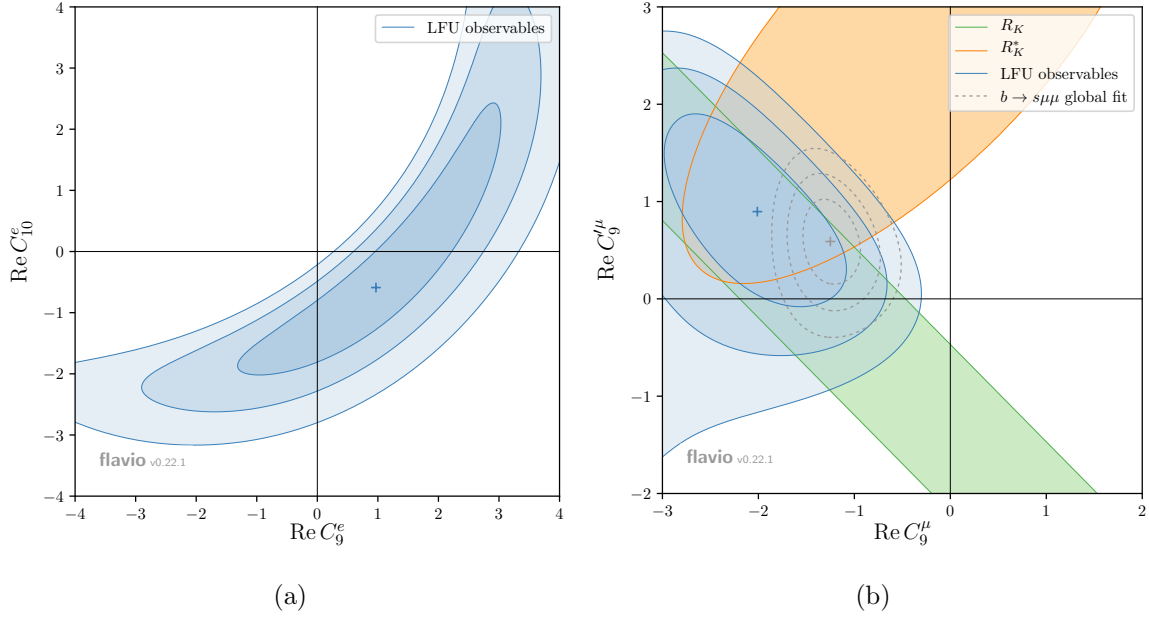 4
3
2
1
0
−1
−2
−3
−4
−4 −3 −2 −1 0 1 2 3 4
Re C_{10}^e
Re C_9^e
LFU observables
flavio v0.22.1
(a)
3
2
1
0
−1
−2
−3 −2 −1 0 1 2
Re C_9'^μ
Re C_9^μ
R_K
R_K^*
LFU observables
b → sμμ global fit
flavio v0.22.1
(b)